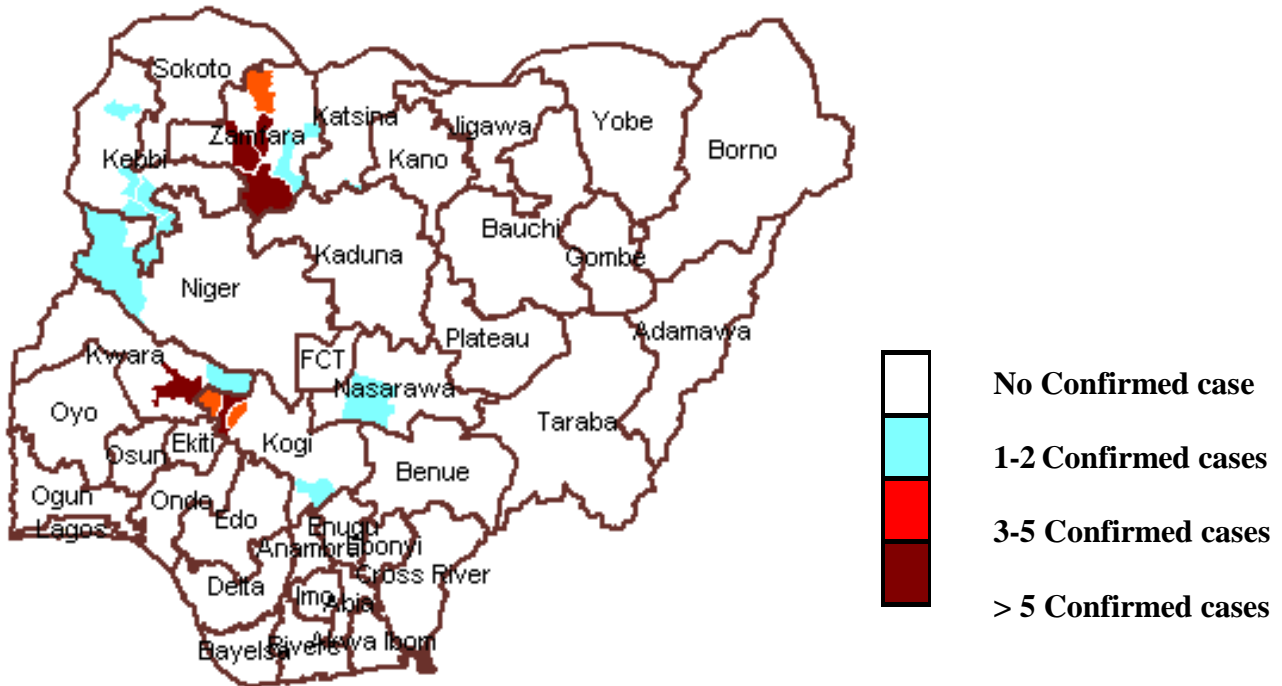 Sokoto
Katsina
Zamfara
Jigawa
Yobe
Borno
Kebbi
Kano
Bauchi
Gombe
Kaduna
Niger
Adamawa
Plateau
FCT
Kwara
Nasarawa
Oyo
Taraba
Kogi
Ekiti
Osun
Benue
Ogun
Ondo
Edo
Lagos
Enugu
Anambra
Ebonyi
Cross River
Delta
Imo
Abia
Akwa Ibom
Rivers
Bayelsa
No Confirmed case
1-2 Confirmed cases
3-5 Confirmed cases
> 5 Confirmed cases